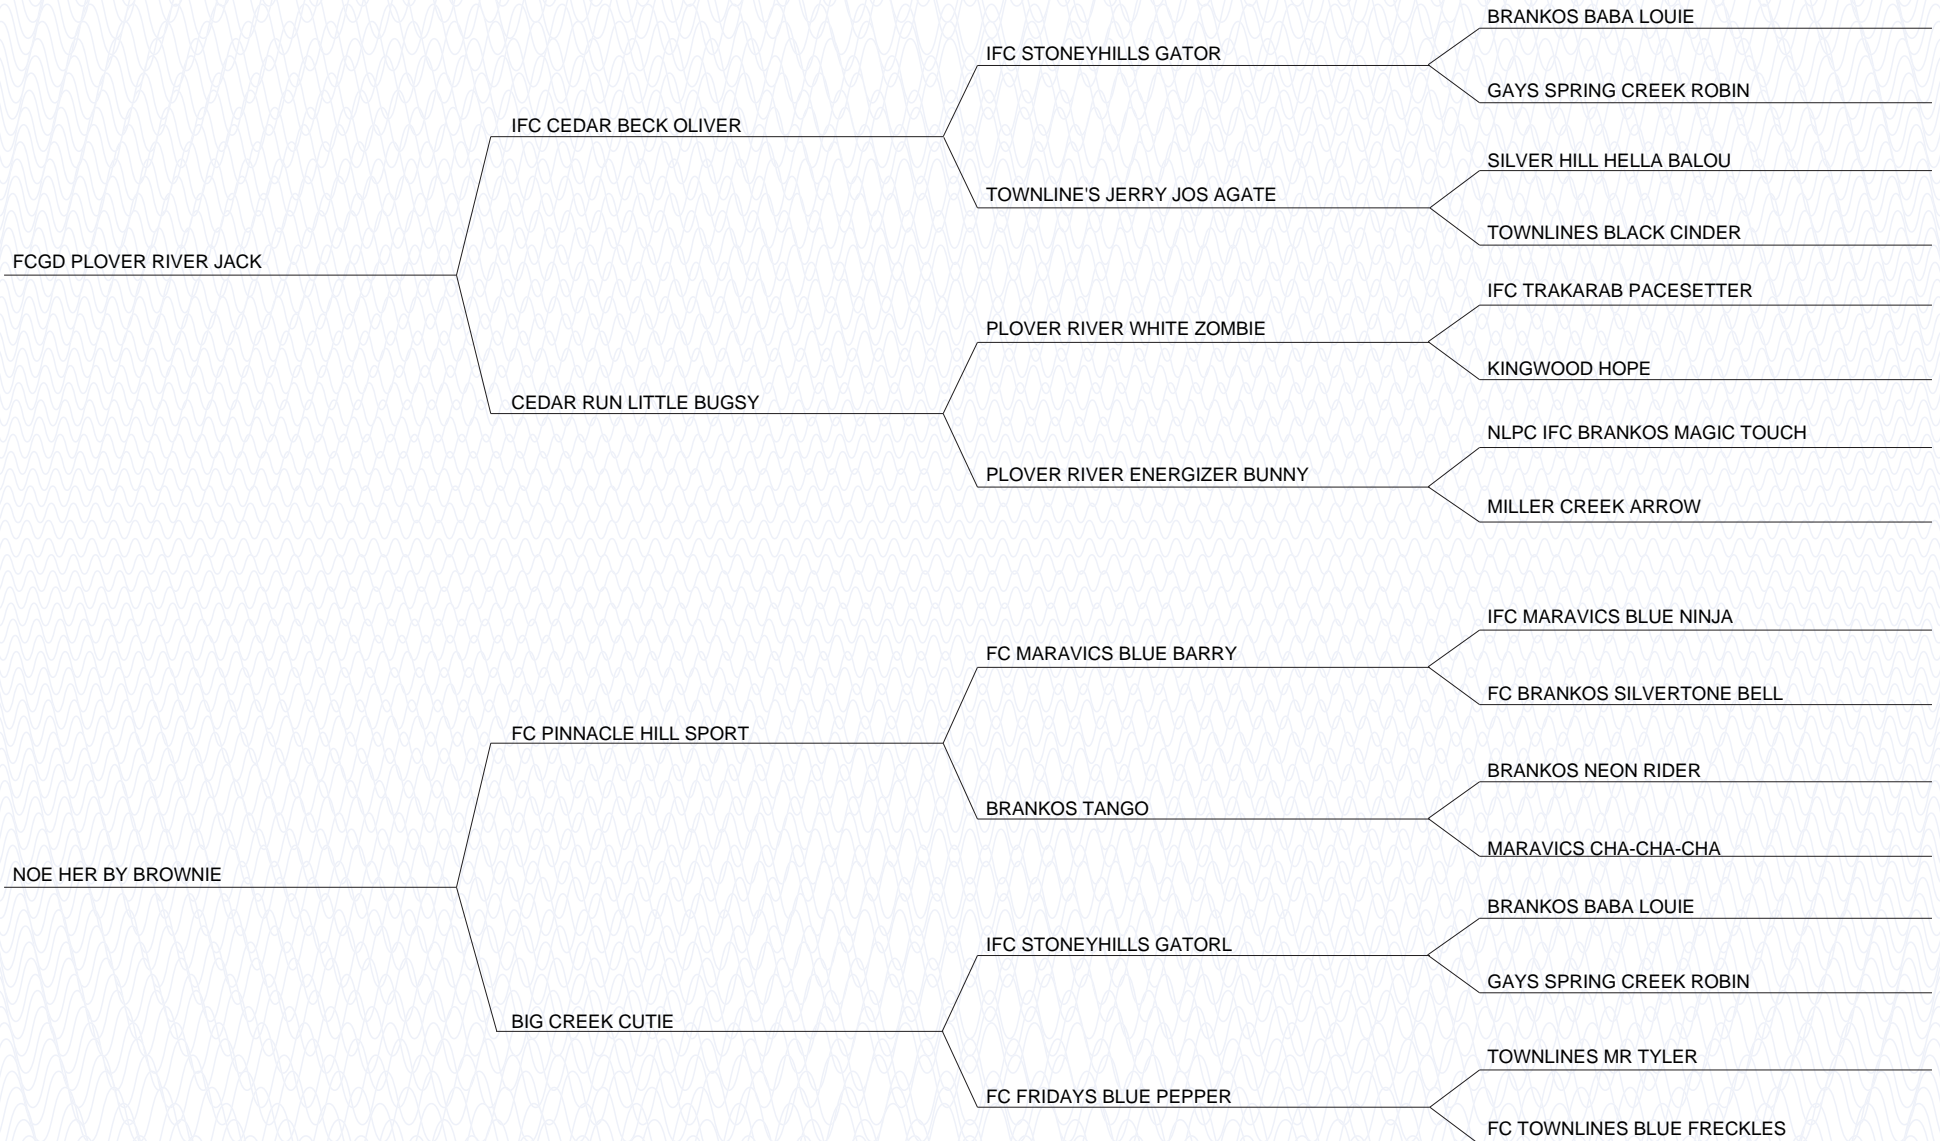 BRANKOS BABA LOUIE
IFC STONEYHILLS GATOR
GAYS SPRING CREEK ROBIN
IFC CEDAR BECK OLIVER
SILVER HILL HELLA BALOU
TOWNLINE'S JERRY JOS AGATE
TOWNLINES BLACK CINDER
FCGD PLOVER RIVER JACK
IFC TRAKARAB PACESETTER
PLOVER RIVER WHITE ZOMBIE
KINGWOOD HOPE
CEDAR RUN LITTLE BUGSY
NLPC IFC BRANKOS MAGIC TOUCH
PLOVER RIVER ENERGIZER BUNNY
MILLER CREEK ARROW
IFC MARAVICS BLUE NINJA
FC MARAVICS BLUE BARRY
FC BRANKOS SILVERTONE BELL
FC PINNACLE HILL SPORT
BRANKOS NEON RIDER
BRANKOS TANGO
MARAVICS CHA-CHA-CHA
NOE HER BY BROWNIE
BRANKOS BABA LOUIE
IFC STONEYHILLS GATORL
GAYS SPRING CREEK ROBIN
BIG CREEK CUTIE
TOWNLINES MR TYLER
FC FRIDAYS BLUE PEPPER
FC TOWNLINES BLUE FRECKLES